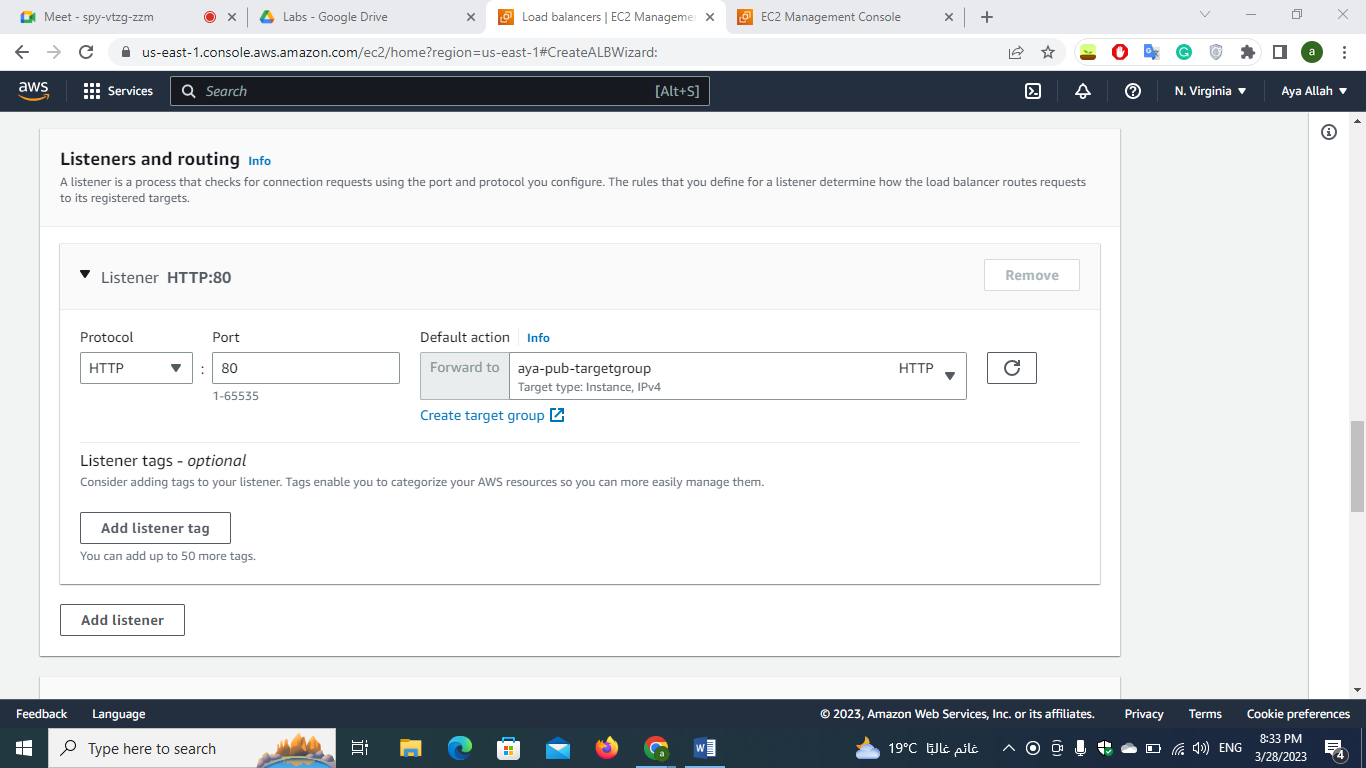 Meet - spy-vtzg-zzm
Labs - Google Drive
Load balancers | EC2 Manageme
EC2 Management Console
us-east-1.console.aws.amazon.com/ec2/home?region=us-east-1#CreateALBWizard:
a
aws
Services
Search
[Alt+S]
N. Virginia
Aya Allah
Listeners and routing Info
A listener is a process that checks for connection requests using the port and protocol you configure. The rules that you define for a listener determine how the load balancer routes requests
to its registered targets.
Listener HTTP:80
Remove
Protocol
Port
Default action
Info
HTTP
:
80
Forward to
aya-pub-targetgroup
HTTP
Target type: Instance, IPv4
1-65535
Create target group
Listener tags - optional
Consider adding tags to your listener. Tags enable you to categorize your AWS resources so you can more easily manage them.
Add listener tag
You can add up to 50 more tags.
Add listener
Feedback
Language
© 2023, Amazon Web Services, Inc. or its affiliates.
Privacy
Terms
Cookie preferences
Type here to search
19°C غائم غالبًا
ENG
8:33 PM
3/28/2023
4